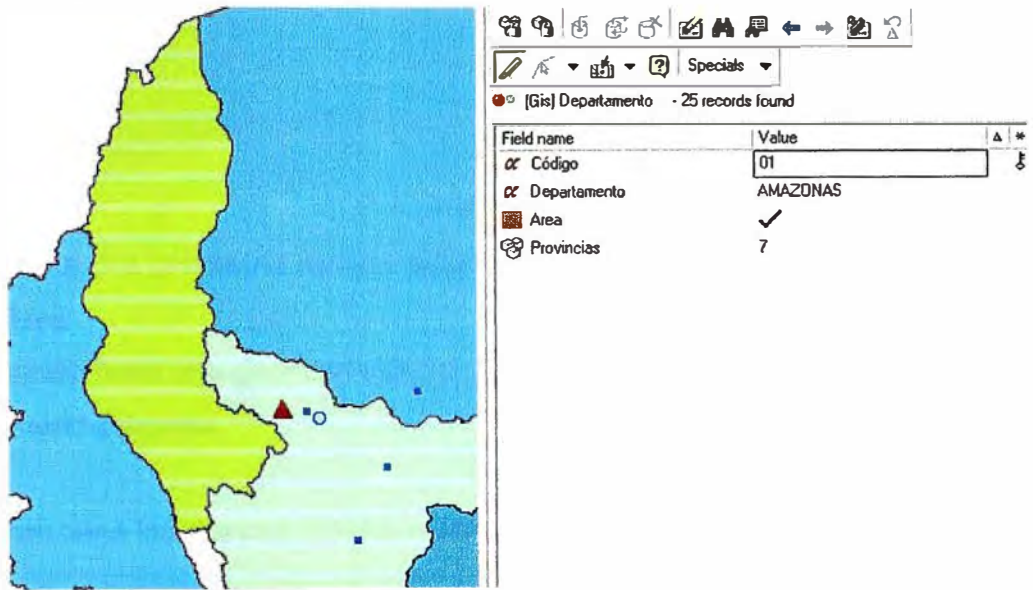 Specials
[Gis] Departamento - 25 records found
Field name Value
Código 01
Departamento AMAZONAS
Area
Provincias 7